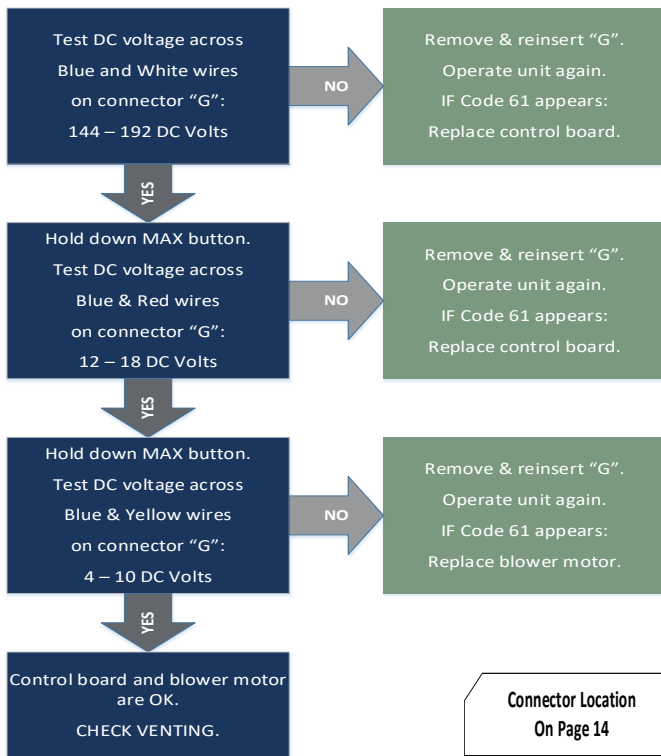 Test DC voltage across
Blue and White wires
on connector “G”:
144 – 192 DC Volts
NO
Remove & reinsert “G”.
Operate unit again.
IF Code 61 appears:
Replace control board.
YES
Hold down MAX button.
Test DC voltage across
Blue & Red wires
on connector “G”:
12 – 18 DC Volts
NO
Remove & reinsert “G”.
Operate unit again.
IF Code 61 appears:
Replace control board.
YES
Hold down MAX button.
Test DC voltage across
Blue & Yellow wires
on connector “G”:
4 – 10 DC Volts
NO
Remove & reinsert “G”.
Operate unit again.
IF Code 61 appears:
Replace blower motor.
YES
Control board and blower motor
are OK.
CHECK VENTING.
Connector Location
On Page 14